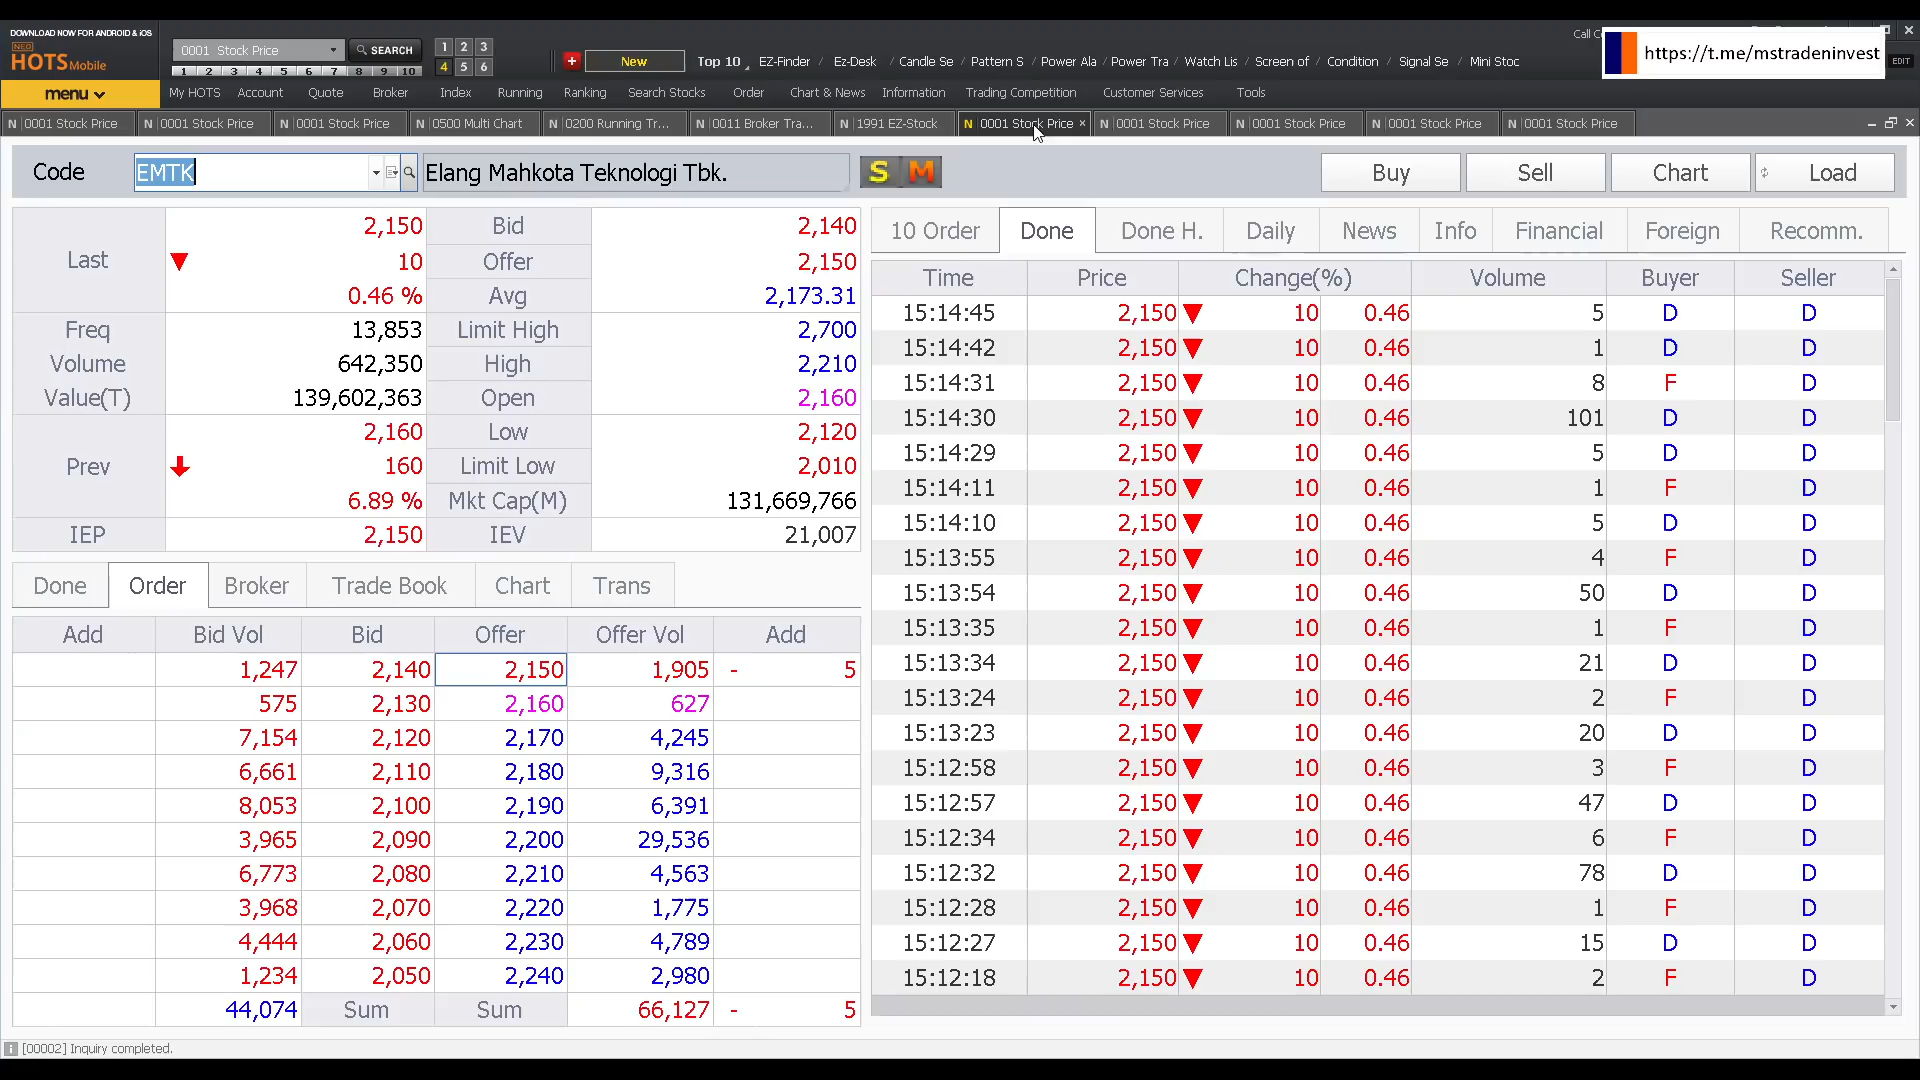 DOWNLOAD NOW FOR ANDROID & iOS
NEO
HOTS Mobile
0001 Stock Price
SEARCH
1 2 3 4 5 6 7 8 9 10
1 2 3
4 5 6
New
Top 10 EZ-Finder / Ez-Desk / Candle Se / Pattern S / Power Ala / Power Tra / Watch Lis / Screen of / Condition / Signal Se / Mini Stoc
Call C
https://t.me/mstradeninvest
EDIT
menu
My HOTS Account Quote Broker Index Running Ranking Search Stocks Order Chart & News Information Trading Competition Customer Services Tools
N 0001 Stock Price N 0001 Stock Price N 0001 Stock Price N 0500 Multi Chart N 0200 Running Tr... N 0011 Broker Tra... N 1991 EZ-Stock N 0001 Stock Price × N 0001 Stock Price N 0001 Stock Price N 0001 Stock Price N 0001 Stock Price
Code EMTK Elang Mahkota Teknologi Tbk. S M Buy Sell Chart Load
Last 2,150 Bid 2,140
10 Offer 2,150
0.46 % Avg 2,173.31
Freq 13,853 Limit High 2,700
Volume 642,350 High 2,210
Value(T) 139,602,363 Open 2,160
Prev 2,160 Low 2,120
160 Limit Low 2,010
6.89 % Mkt Cap(M) 131,669,766
IEP 2,150 IEV 21,007
Done Order Broker Trade Book Chart Trans
Add Bid Vol Bid Offer Offer Vol Add
1,247 2,140 2,150 1,905 - 5
575 2,130 2,160 627
7,154 2,120 2,170 4,245
6,661 2,110 2,180 9,316
8,053 2,100 2,190 6,391
3,965 2,090 2,200 29,536
6,773 2,080 2,210 4,563
3,968 2,070 2,220 1,775
4,444 2,060 2,230 4,789
1,234 2,050 2,240 2,980
44,074 Sum Sum 66,127 - 5
10 Order Done Done H. Daily News Info Financial Foreign Recomm.
Time Price Change(%) Volume Buyer Seller
15:14:45 2,150 10 0.46 5 D D
15:14:42 2,150 10 0.46 1 D D
15:14:31 2,150 10 0.46 8 F D
15:14:30 2,150 10 0.46 101 D D
15:14:29 2,150 10 0.46 5 D D
15:14:11 2,150 10 0.46 1 F D
15:14:10 2,150 10 0.46 5 D D
15:13:55 2,150 10 0.46 4 F D
15:13:54 2,150 10 0.46 50 D D
15:13:35 2,150 10 0.46 1 F D
15:13:34 2,150 10 0.46 21 D D
15:13:24 2,150 10 0.46 2 F D
15:13:23 2,150 10 0.46 20 D D
15:12:58 2,150 10 0.46 3 F D
15:12:57 2,150 10 0.46 47 D D
15:12:34 2,150 10 0.46 6 F D
15:12:32 2,150 10 0.46 78 D D
15:12:28 2,150 10 0.46 1 F D
15:12:27 2,150 10 0.46 15 D D
15:12:18 2,150 10 0.46 2 F D
[00002] Inquiry completed.